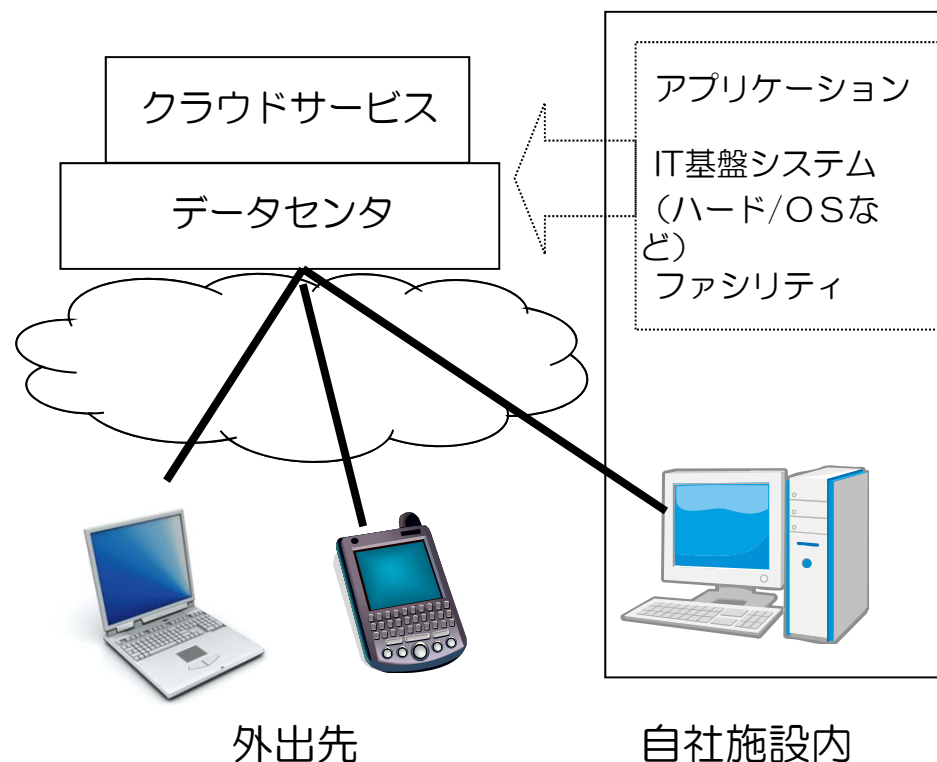 クラウドサービス
データセンタ
アプリケーション
IT基盤システム
(ハード/OSな
ど)
ファシリティ
外出先
自社施設内